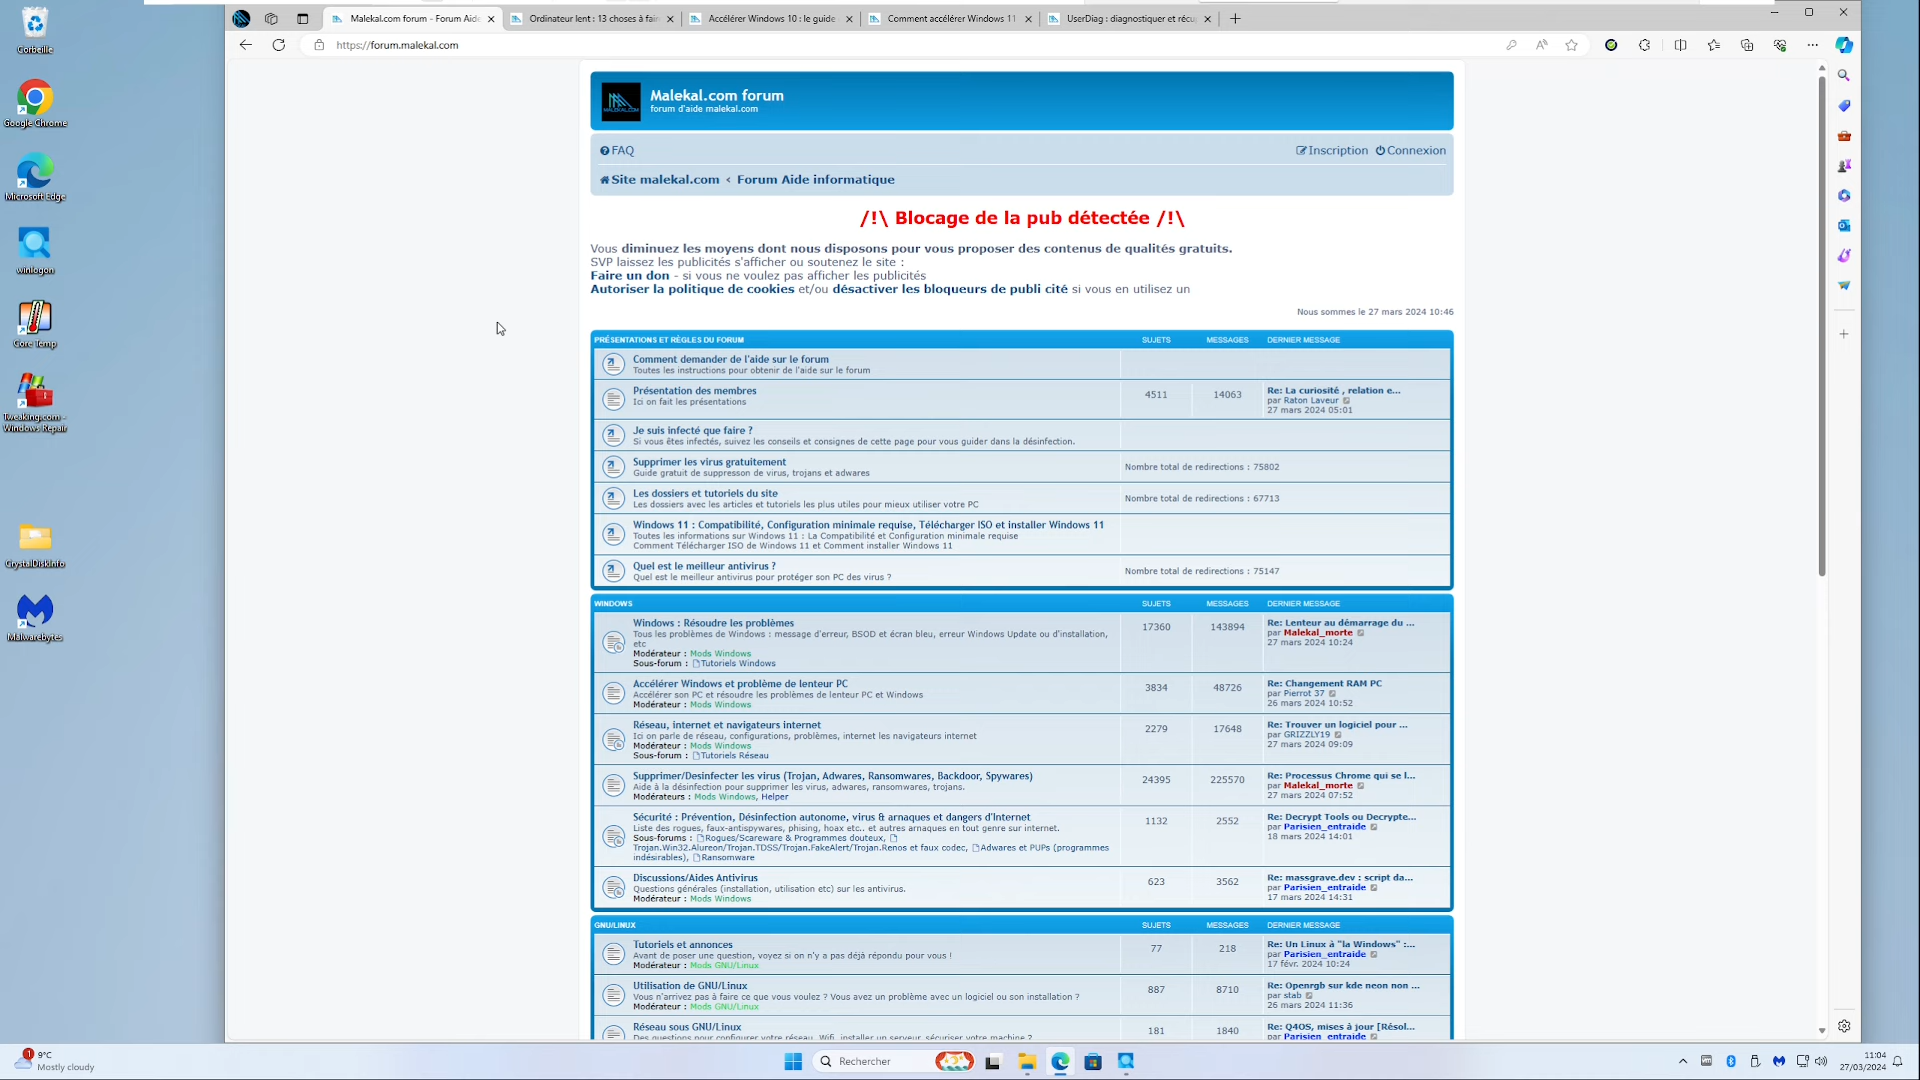 Malekal.com forum - Forum Aide
Ordinateur lent : 13 choses à fair
Accélérer Windows 10 : le guide
Comment accélérer Windows 11
UserDiag : diagnostiquer et récu
https://forum.malekal.com
Corbeille
Google Chrome
Microsoft Edge
winlogon
Core Temp
Tweaking.com -
Windows Repair
CrystalDiskInfo
Malwarebytes
MALEKAL.COM
Malekal.com forum
forum d'aide malekal.com
FAQ
Inscription Connexion
Site malekal.com ‹ Forum Aide informatique
/!\ Blocage de la pub détectée /!\
Vous diminuez les moyens dont nous disposons pour vous proposer des contenus de qualités gratuits.
SVP laissez les publicités s'afficher ou soutenez le site :
Faire un don - si vous ne voulez pas afficher les publicités
Autoriser la politique de cookies et/ou désactiver les bloqueurs de publi cité si vous en utilisez un
Nous sommes le 27 mars 2024 10:46
PRÉSENTATIONS ET RÈGLES DU FORUM SUJETS MESSAGES DERNIER MESSAGE
Comment demander de l'aide sur le forum
Toutes les instructions pour obtenir de l'aide sur le forum
Présentation des membres
Ici on fait les présentations
4511 14063
Re: La curiosité , relation e...
par Raton Laveur
27 mars 2024 05:01
Je suis infecté que faire ?
Si vous êtes infectés, suivez les conseils et consignes de cette page pour vous guider dans la désinfection.
Supprimer les virus gratuitement
Guide gratuit de suppresson de virus, trojans et adwares
Nombre total de redirections : 75802
Les dossiers et tutoriels du site
Les dossiers avec les articles et tutoriels les plus utiles pour mieux utiliser votre PC
Nombre total de redirections : 67713
Windows 11 : Compatibilité, Configuration minimale requise, Télécharger ISO et installer Windows 11
Toutes les informations sur Windows 11 : La Compatibilité et Configuration minimale requise
Comment Télécharger ISO de Windows 11 et Comment installer Windows 11
Quel est le meilleur antivirus ?
Quel est le meilleur antivirus pour protéger son PC des virus ?
Nombre total de redirections : 75147
WINDOWS SUJETS MESSAGES DERNIER MESSAGE
Windows : Résoudre les problèmes
Tous les problèmes de Windows : message d'erreur, BSOD et écran bleu, erreur Windows Update ou d'installation,
etc
Modérateur : Mods Windows
Sous-forum : Tutoriels Windows
17360 143894
Re: Lenteur au démarrage du ...
par Malekal_morte
27 mars 2024 10:24
Accélérer Windows et problème de lenteur PC
Accélérer son PC et résoudre les problèmes de lenteur PC et Windows
Modérateur : Mods Windows
3834 48726
Re: Changement RAM PC
par Pierrot 37
26 mars 2024 10:52
Réseau, internet et navigateurs internet
Ici on parle de réseau, configurations, problèmes, internet les navigateurs internet
Modérateur : Mods Windows
Sous-forum : Tutoriels Réseau
2279 17648
Re: Trouver un logiciel pour ...
par GRIZZLY19
27 mars 2024 09:09
Supprimer/Desinfecter les virus (Trojan, Adwares, Ransomwares, Backdoor, Spywares)
Aide à la désinfection pour supprimer les virus, adwares, ransomwares, trojans.
Modérateurs : Mods Windows, Helper
24395 225570
Re: Processus Chrome qui se l...
par Malekal_morte
27 mars 2024 07:52
Sécurité : Prévention, Désinfection autonome, virus & arnaques et dangers d'Internet
Liste des rogues, faux-antispywares, phising, hoax etc.. et autres arnaques en tout genre sur internet.
Sous-forums : Rogues/Scareware & Programmes douteux,
Trojan.Win32.Alureon/Trojan.TDSS/Trojan.FakeAlert/Trojan.Renos et faux codec, Adwares et PUPs (programmes
indésirables), Ransomware
1132 2552
Re: Decrypt Tools ou Decrypte...
par Parisien_entraide
18 mars 2024 14:01
Discussions/Aides Antivirus
Questions générales (installation, utilisation etc) sur les antivirus.
Modérateur : Mods Windows
623 3562
Re: massgrave.dev : script da...
par Parisien_entraide
17 mars 2024 14:31
GNU/LINUX SUJETS MESSAGES DERNIER MESSAGE
Tutoriels et annonces
Avant de poser une question, voyez si on n'y a pas déjà répondu pour vous !
Modérateur : Mods GNU/Linux
77 218
Re: Un Linux à "la Windows" :...
par Parisien_entraide
17 févr. 2024 10:24
Utilisation de GNU/Linux
Vous n'arrivez pas à faire ce que vous voulez ? Vous avez un problème avec un logiciel ou son installation ?
Modérateur : Mods GNU/Linux
887 8710
Re: Openrgb sur kde neon non ...
par stab
26 mars 2024 11:36
Réseau sous GNU/Linux
Des questions pour configurer votre réseau, Wifi, installer un serveur, sécuriser votre machine ?
181 1840
Re: Q4OS, mises à jour [Résol...
par Parisien_entraide
1
9°C
Mostly cloudy
Rechercher
11:04
27/03/2024